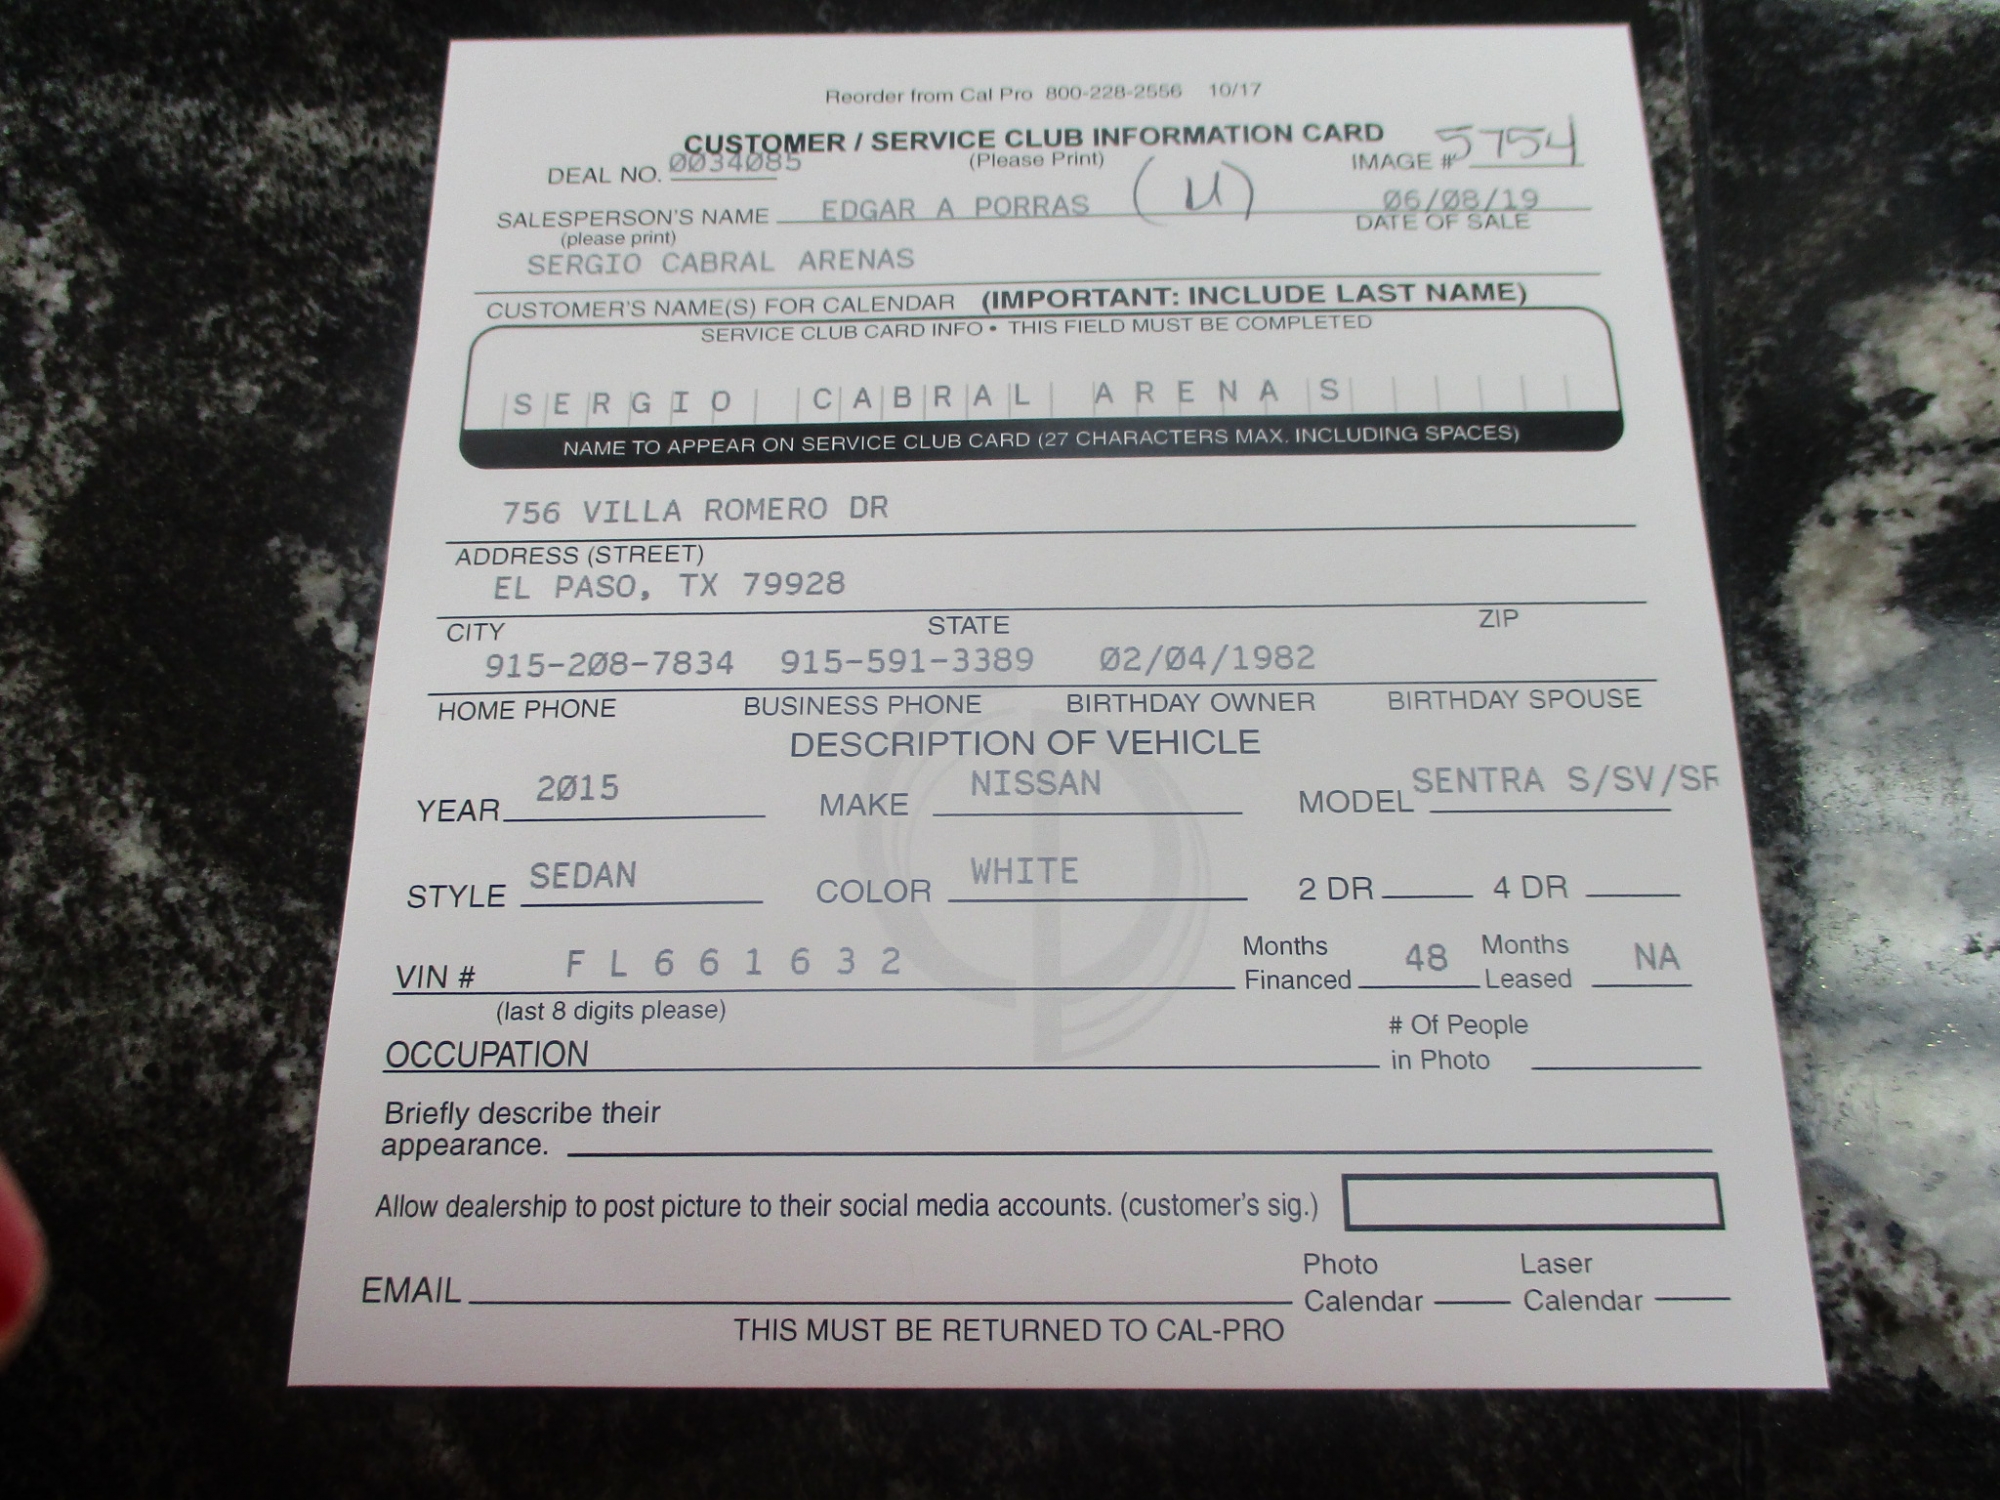 Reorder from Cal Pro 800-228-2556 10/17
CUSTOMER / SERVICE CLUB INFORMATION CARD
(Please Print)
DEAL NO. 0034085
IMAGE # 5754
SALESPERSON'S NAME EDGAR A PORRAS (U) 06/08/19
(please print)
DATE OF SALE
SERGIO CABRAL ARENAS
CUSTOMER'S NAME(S) FOR CALENDAR (IMPORTANT: INCLUDE LAST NAME)
SERVICE CLUB CARD INFO • THIS FIELD MUST BE COMPLETED
SERGIO CABRAL ARENAS
NAME TO APPEAR ON SERVICE CLUB CARD (27 CHARACTERS MAX. INCLUDING SPACES)
756 VILLA ROMERO DR
ADDRESS (STREET)
EL PASO, TX 79928
CITY STATE ZIP
915-208-7834 915-591-3389 02/04/1982
HOME PHONE BUSINESS PHONE BIRTHDAY OWNER BIRTHDAY SPOUSE
DESCRIPTION OF VEHICLE
YEAR 2015 MAKE NISSAN MODEL SENTRA S/SV/SR
STYLE SEDAN COLOR WHITE 2 DR 4 DR
VIN # F L 6 6 1 6 3 2 Months Financed 48 Months Leased NA
(last 8 digits please)
OCCUPATION # Of People in Photo
Briefly describe their
appearance.
Allow dealership to post picture to their social media accounts. (customer's sig.)
EMAIL Photo Calendar Laser Calendar
THIS MUST BE RETURNED TO CAL-PRO